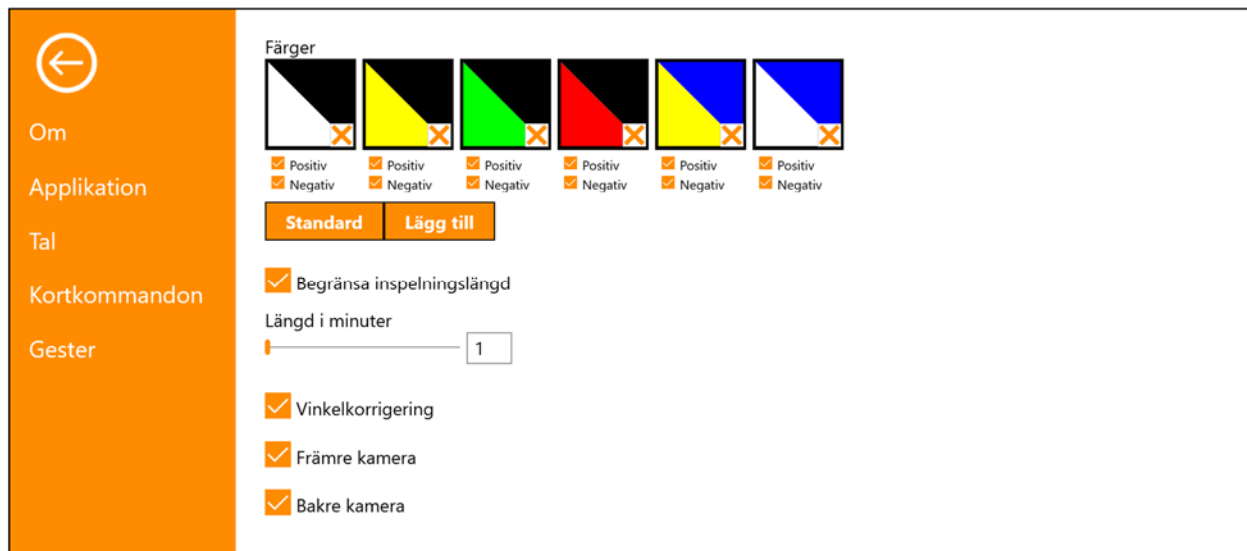 Om
Applikation
Tal
Kortkommandon
Gester
Färger
Positiv Positiv Positiv Positiv Positiv Positiv
Negativ Negativ Negativ Negativ Negativ Negativ
Standard Lägg till
Begränsa inspelningslängd
Längd i minuter
1
Vinkelkorrigering
Främre kamera
Bakre kamera